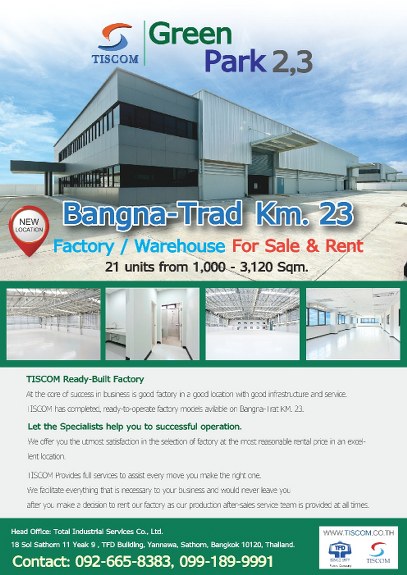 TISCOM
Green
Park 2,3
NEW
LOCATION
Bangna-Trad Km. 23
Factory / Warehouse For Sale & Rent
21 units from 1,000 - 3,120 Sqm.
TISCOM Ready-Built Factory
At the core of success in business is good factory in a good location with good infrastructure and service.
TISCOM has completed, ready-to-operate factory models avilable on Bangna-Trat KM. 23.
Let the Specialists help you to successful operation.
We offer you the utmost satisfaction in the selection of factory at the most reasonable rental price in an excel-
lent location.
TISCOM Provides full services to assist every move you make the right one.
We facilitate everything that is necessary to your business and would never leave you
after you make a decision to rent our factory as our production after-sales service team is provided at all times.
Head Office: Total Industrial Services Co., Ltd.
18 Soi Sathorn 11 Yeak 9 , TFD Building, Yannawa, Sathorn, Bangkok 10120, Thailand.
Contact: 092-665-8383, 099-189-9991
WWW.TISCOM.CO.TH
TFD
TISCOM